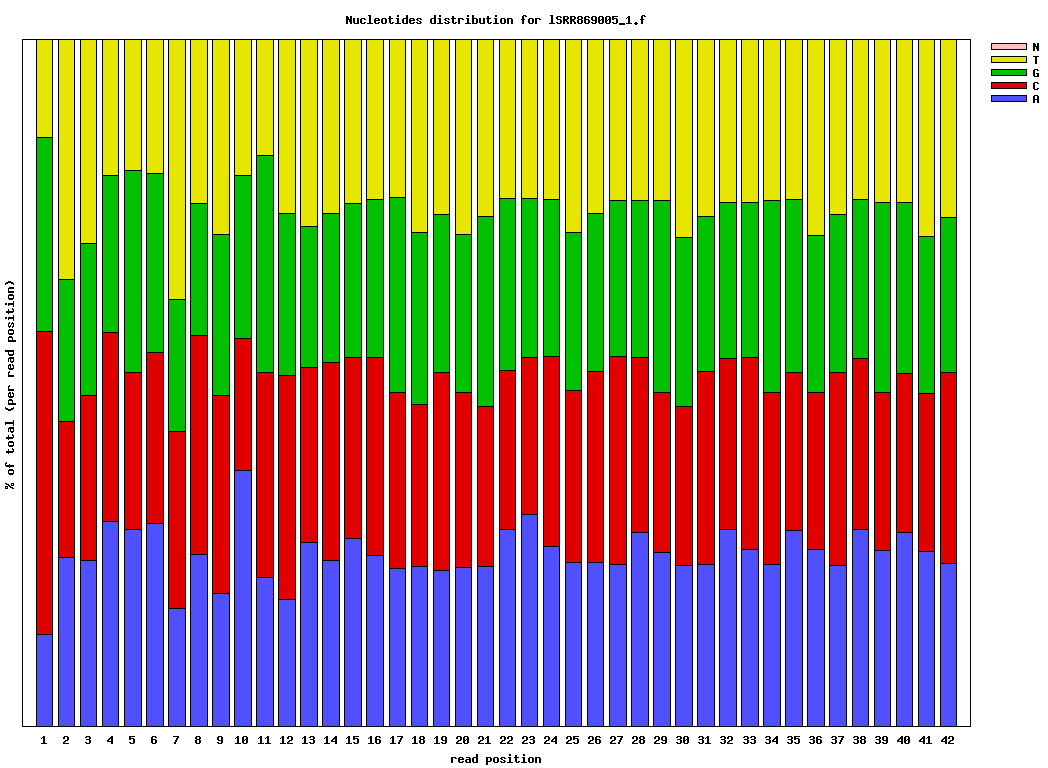 Nucleotides distribution for lSRR869005_1.f
N
T
G
C
A
% of total (per read position)
1 2 3 4 5 6 7 8 9 10 11 12 13 14 15 16 17 18 19 20 21 22 23 24 25 26 27 28 29 30 31 32 33 34 35 36 37 38 39 40 41 42
read position